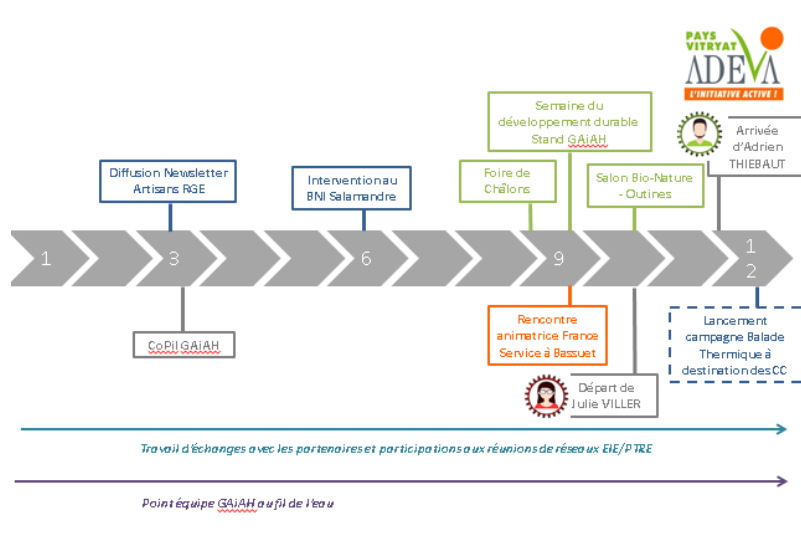 PAYS
VITRYAT
ADEVA
L'INITIATIVE ACTIVE !
Semaine du
développement durable
Stand GAiAH
Arrivée
d'Adrien
THIEBAUT
Diffusion Newsletter
Artisans RGE
Intervention au
BNI Salamandre
Foire de
Châlons
Salon Bio-Nature
- Outines
1
3
6
9
1
2
CoPil GAiAH
Rencontre
animatrice France
Service à Bassuet
Lancement
campagne Balade
Thermique à
destination des CC
Départ de
Julie VILLER
Travail d'échanges avec les partenaires et participations aux réunions de réseaux EIE/PTRE
Point équipe GAiAH au fil de l'eau